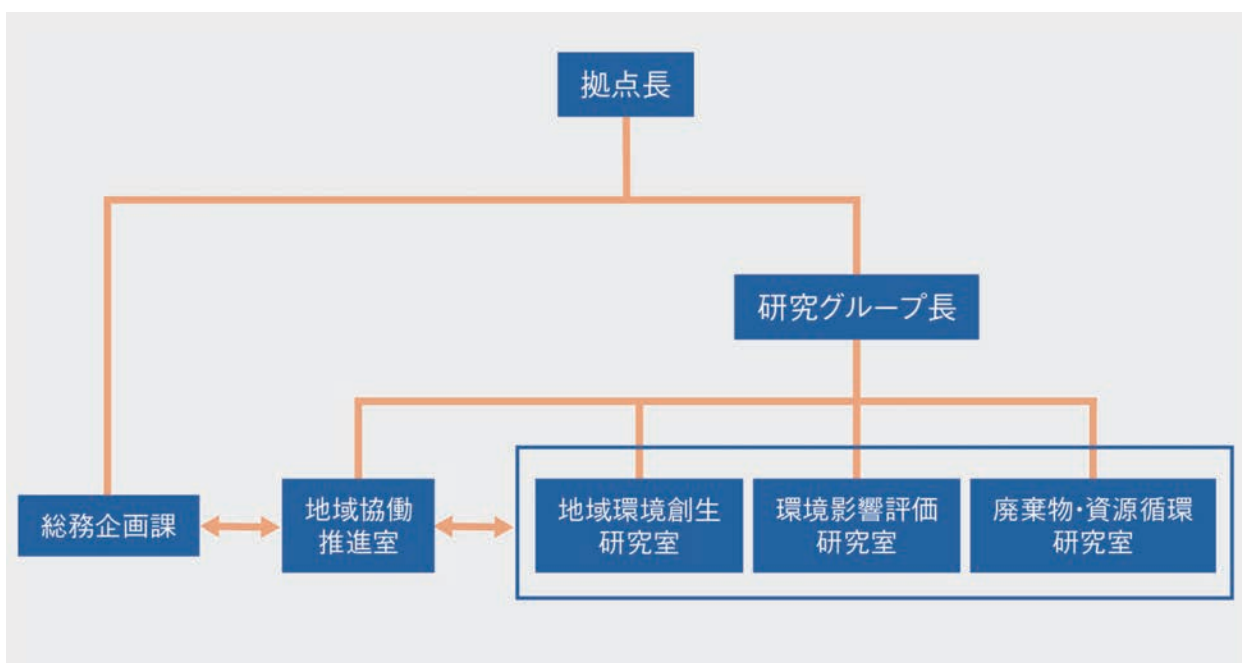 拠点長
研究グループ長
総務企画課
地域協働
推進室
地域環境創生
研究室
環境影響評価
研究室
廃棄物・資源循環
研究室